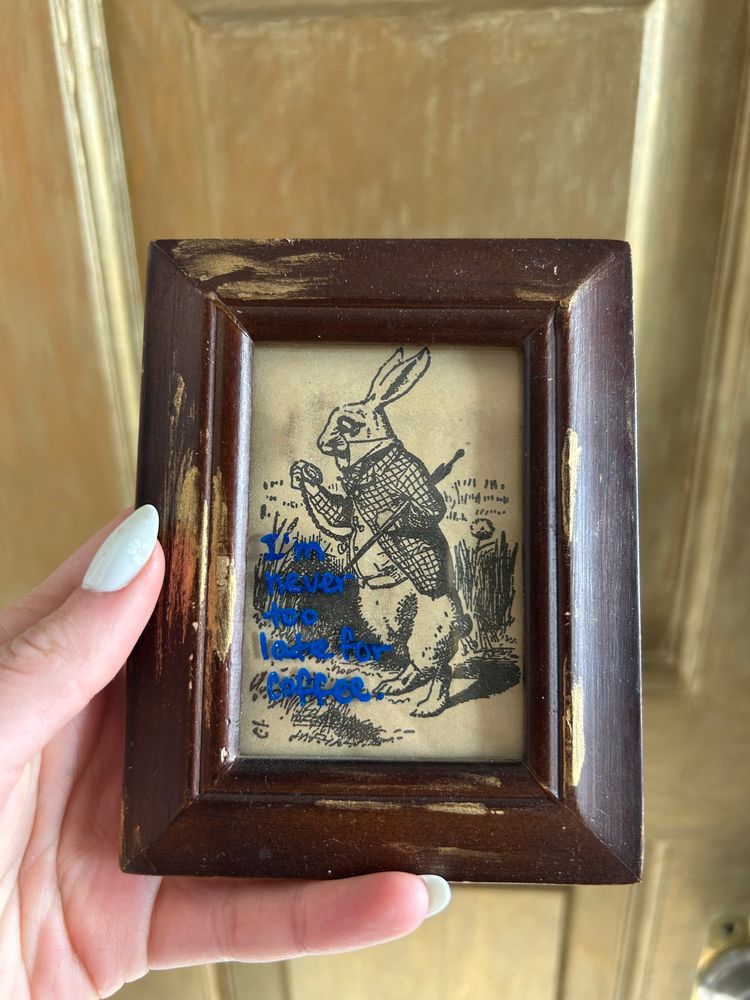 I'm
never
too
late for
coffee.